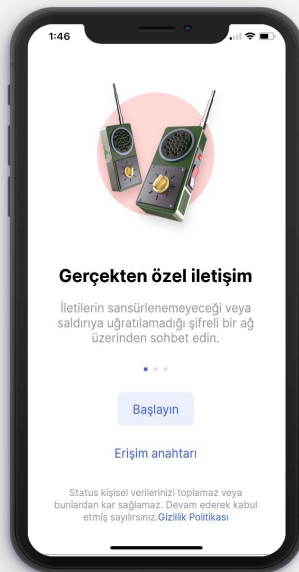 1:46
Gerçekten özel iletişim
İletilerin sansürlenemeyeceği veya
saldırıya uğratılamadığı şifreli bir ağ
üzerinden sohbet edin.
Başlayın
Erişim anahtarı
Status kişisel verilerinizi toplamaz veya
bunlardan kar sağlamaz. Devam ederek kabul
etmiş sayılırsınız.Gizlilik Politikası